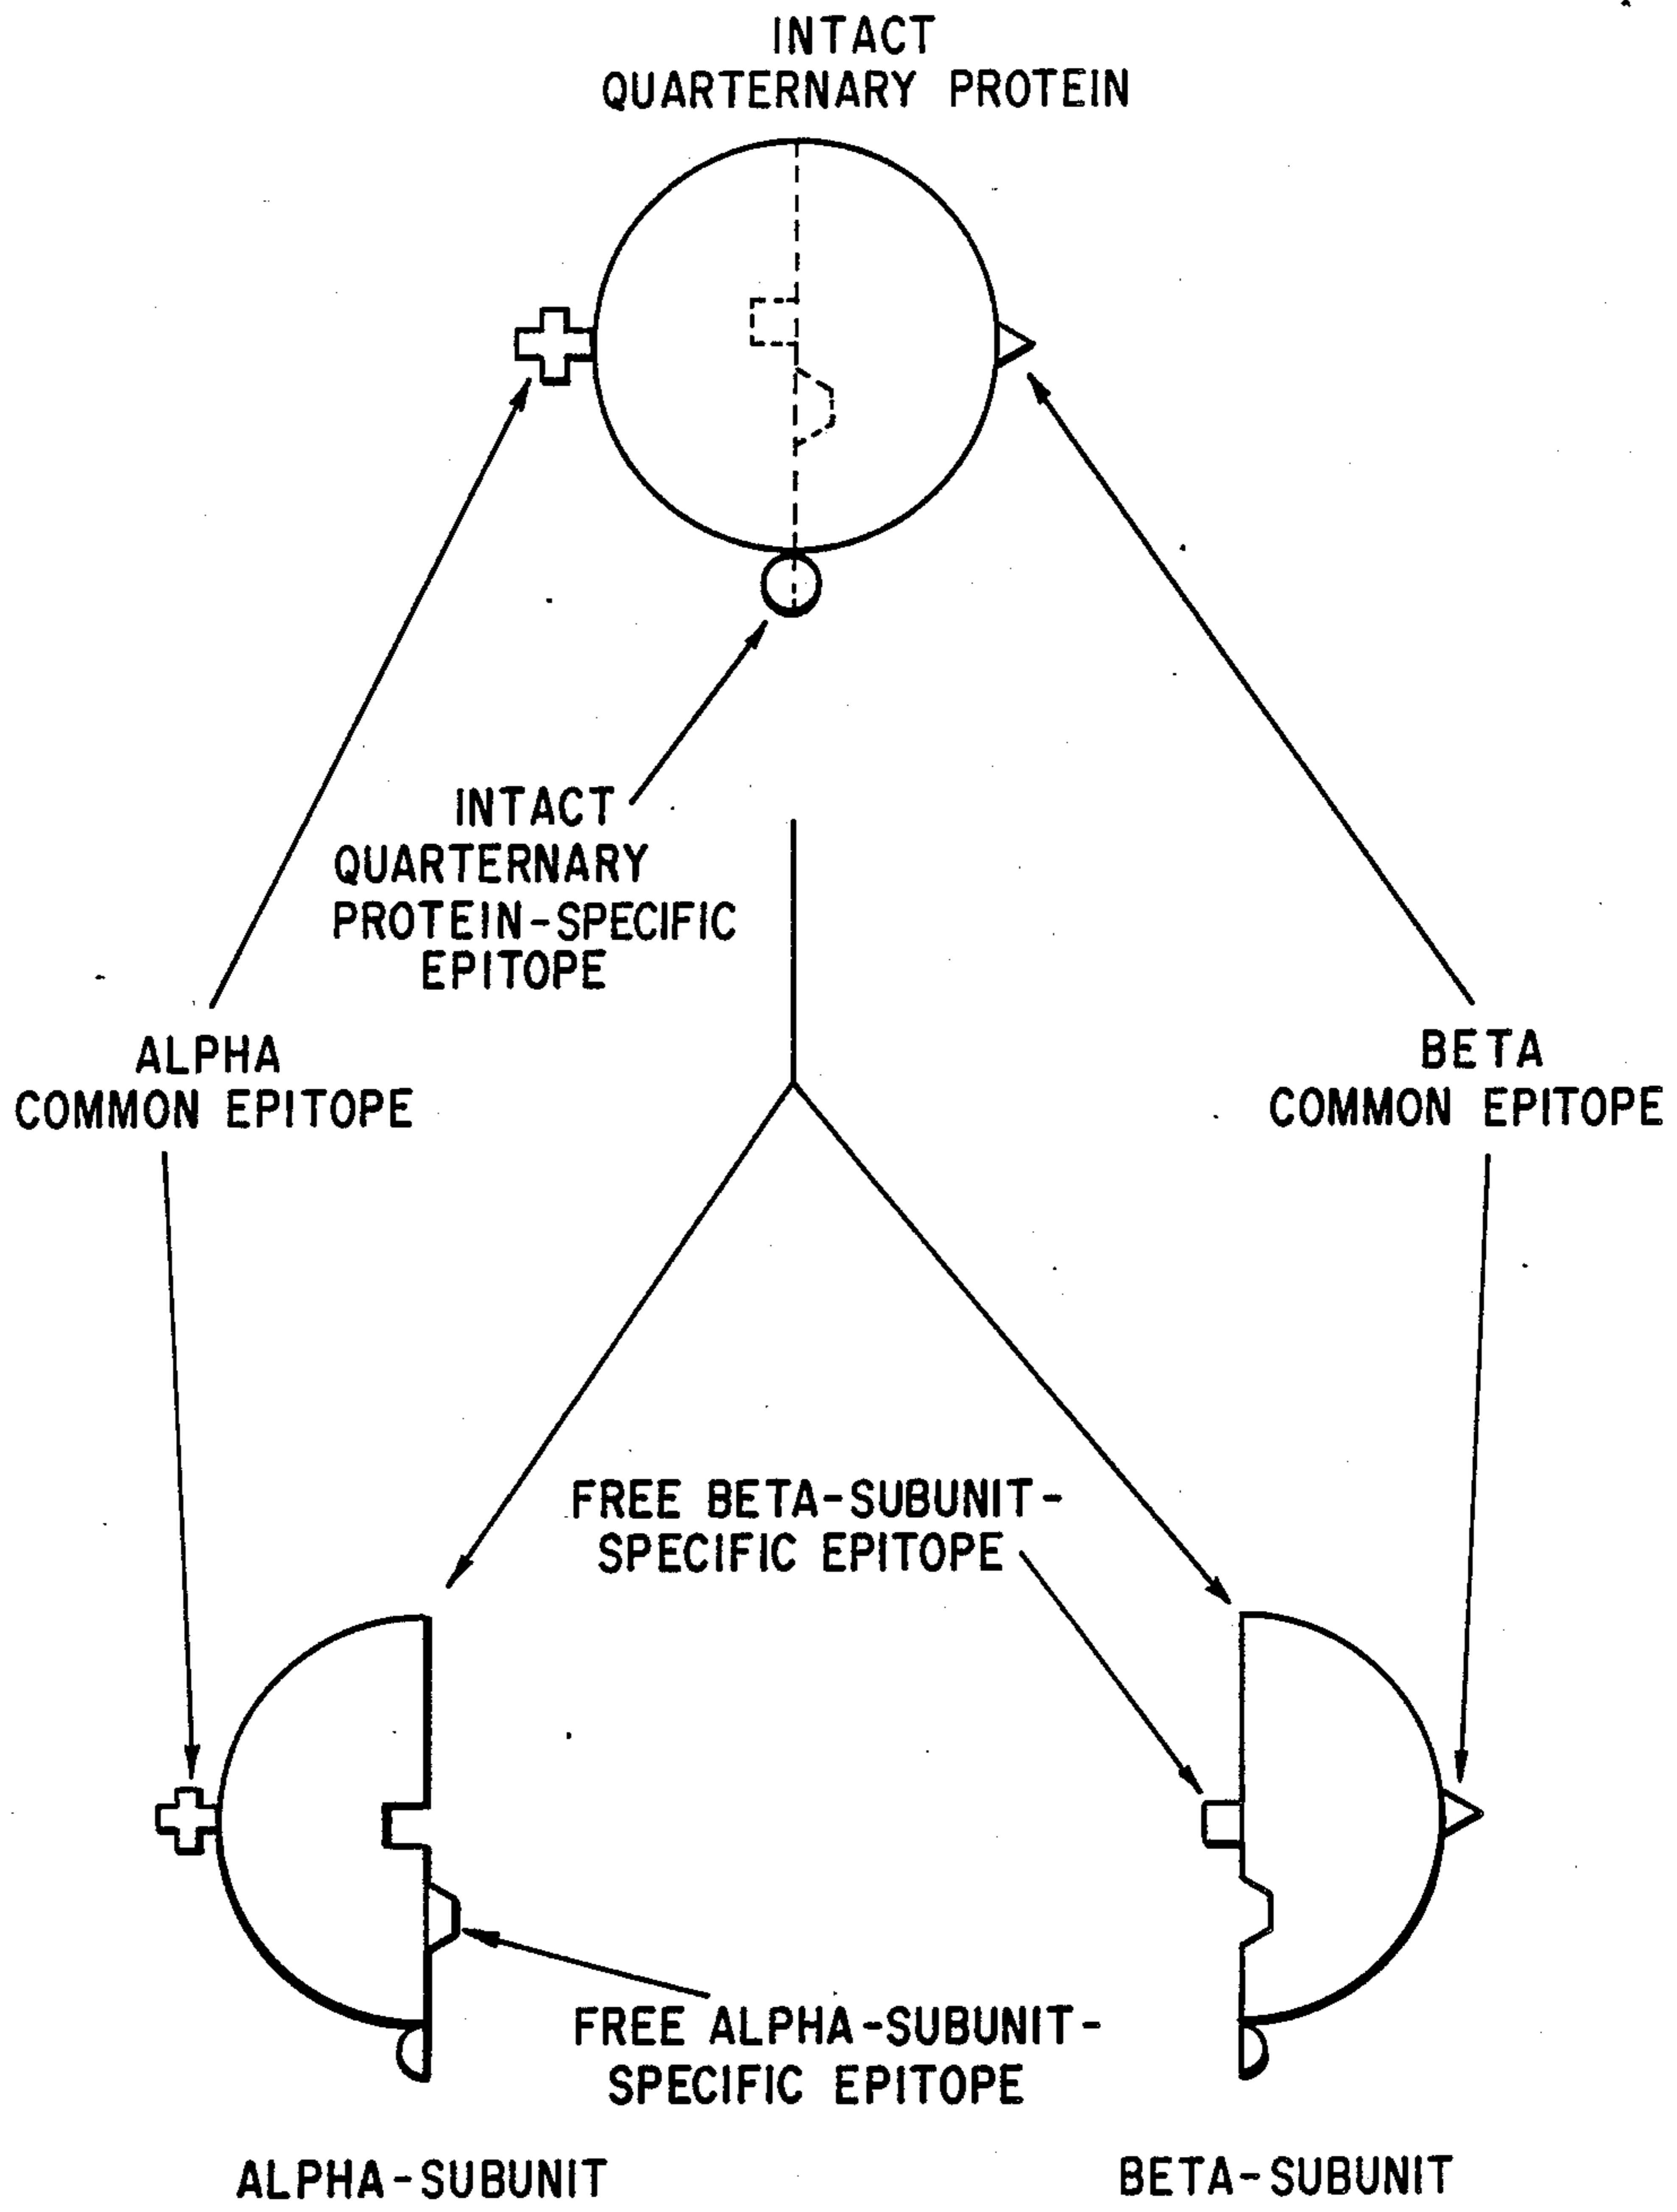 INTACT
QUARTERNARY PROTEIN
INTACT
QUARTERNARY
PROTEIN-SPECIFIC
EPITOPE
ALPHA
COMMON EPITOPE
BETA
COMMON EPITOPE
FREE BETA-SUBUNIT-
SPECIFIC EPITOPE
FREE ALPHA-SUBUNIT-
SPECIFIC EPITOPE
ALPHA-SUBUNIT
BETA-SUBUNIT